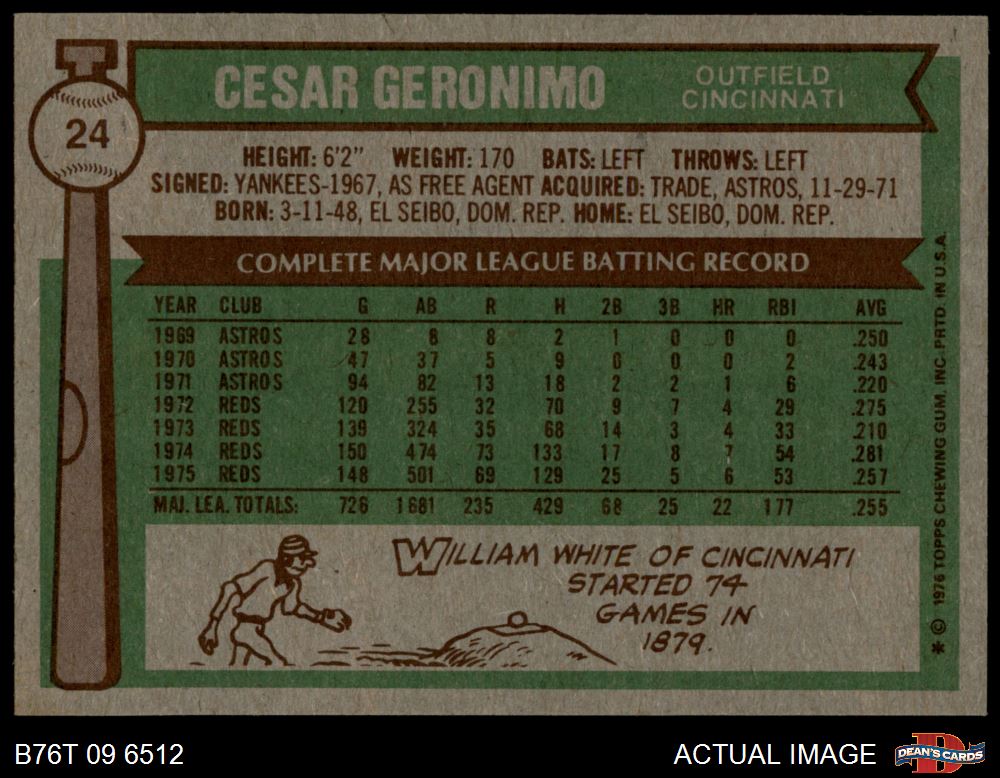 24
CESAR GERONIMO
OUTFIELD
CINCINNATI
HEIGHT: 6'2" WEIGHT: 170 BATS: LEFT THROWS: LEFT
SIGNED: YANKEES-1967, AS FREE AGENT ACQUIRED: TRADE, ASTROS, 11-29-71
BORN: 3-11-48, EL SEIBO, DOM. REP. HOME: EL SEIBO, DOM. REP.
COMPLETE MAJOR LEAGUE BATTING RECORD
YEAR CLUB G AB R H 2B 3B HR RBI AVG
1969 ASTROS 28 8 8 2 1 0 0 0 .250
1970 ASTROS 47 37 5 9 0 0 0 2 .243
1971 ASTROS 94 82 13 18 2 2 1 6 .220
1972 REDS 120 255 32 70 9 7 4 29 .275
1973 REDS 139 324 35 68 14 3 4 33 .210
1974 REDS 150 474 73 133 17 8 7 54 .281
1975 REDS 148 501 69 129 25 5 6 53 .257
MAJ. LEA. TOTALS: 726 1681 235 429 68 25 22 177 .255
WILLIAM WHITE OF CINCINNATI
STARTED 74
GAMES IN
1879.
* © 1976 TOPPS CHEWING GUM, INC. PRTD. IN U.S.A.
B76T 09 6512
ACTUAL IMAGE
DEAN'S CARDS